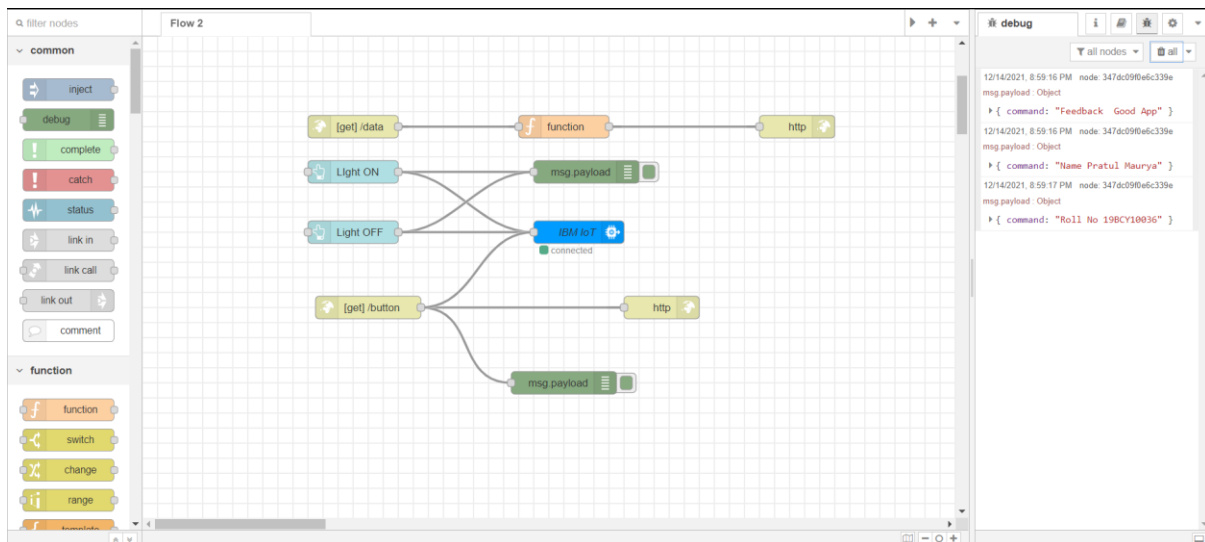 filter nodes
common
inject
debug
complete
catch
status
link in
link call
link out
comment
function
function
switch
change
range
template
Flow 2
[get] /data
function
http
LIght ON
msg.payload
Light OFF
IBM IoT
connected
[get] /button
http
msg.payload
debug
all nodes
all
12/14/2021, 8:59:16 PM node: 347dc09f0e6c339e
msg.payload : Object
{ command: "Feedback  Good App" }
12/14/2021, 8:59:16 PM node: 347dc09f0e6c339e
msg.payload : Object
{ command: "Name Pratul Maurya" }
12/14/2021, 8:59:17 PM node: 347dc09f0e6c339e
msg.payload : Object
{ command: "Roll No 19BCY10036" }